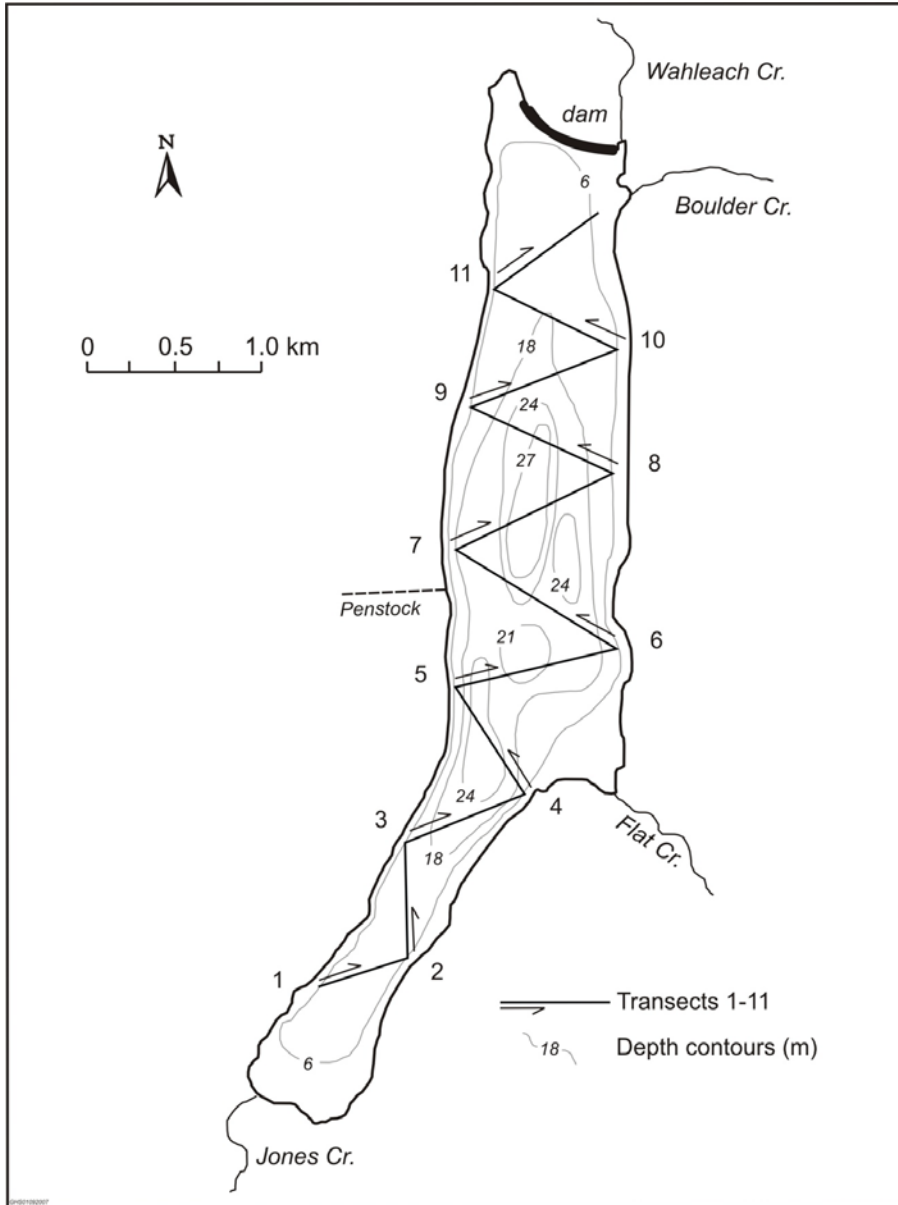 Wahleach Cr.
dam
N
6
Boulder Cr.
11
0 0.5 1.0 km
10
18
9
24
27
8
7
24
Penstock
21
6
5
24
4
3
Flat Cr.
18
1
2
Transects 1-11
18
Depth contours (m)
6
Jones Cr.